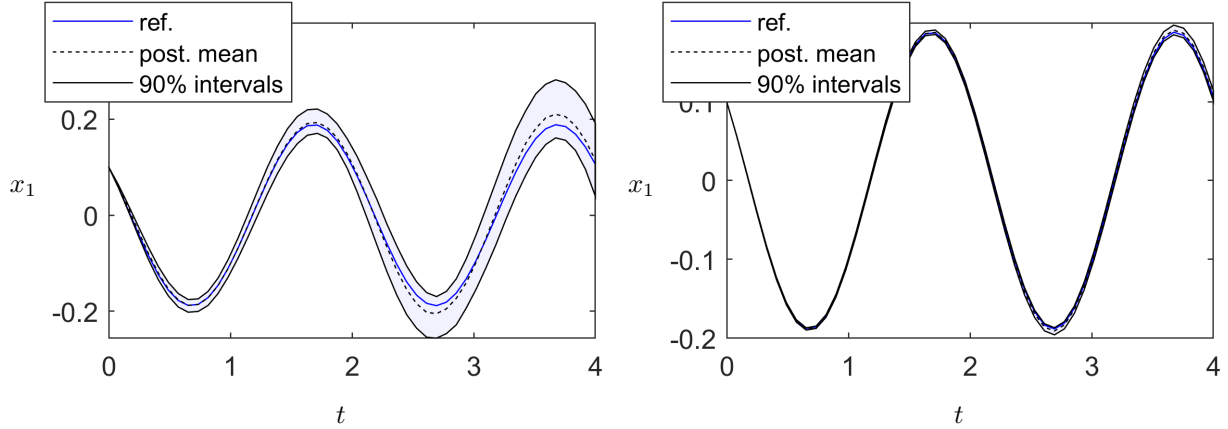 ref.
post. mean
90% intervals
0.2
0
-0.2
x1
0 1 2 3 4
t
ref.
post. mean
90% intervals
0.1
0
-0.1
-0.2
x1
0 1 2 3 4
t